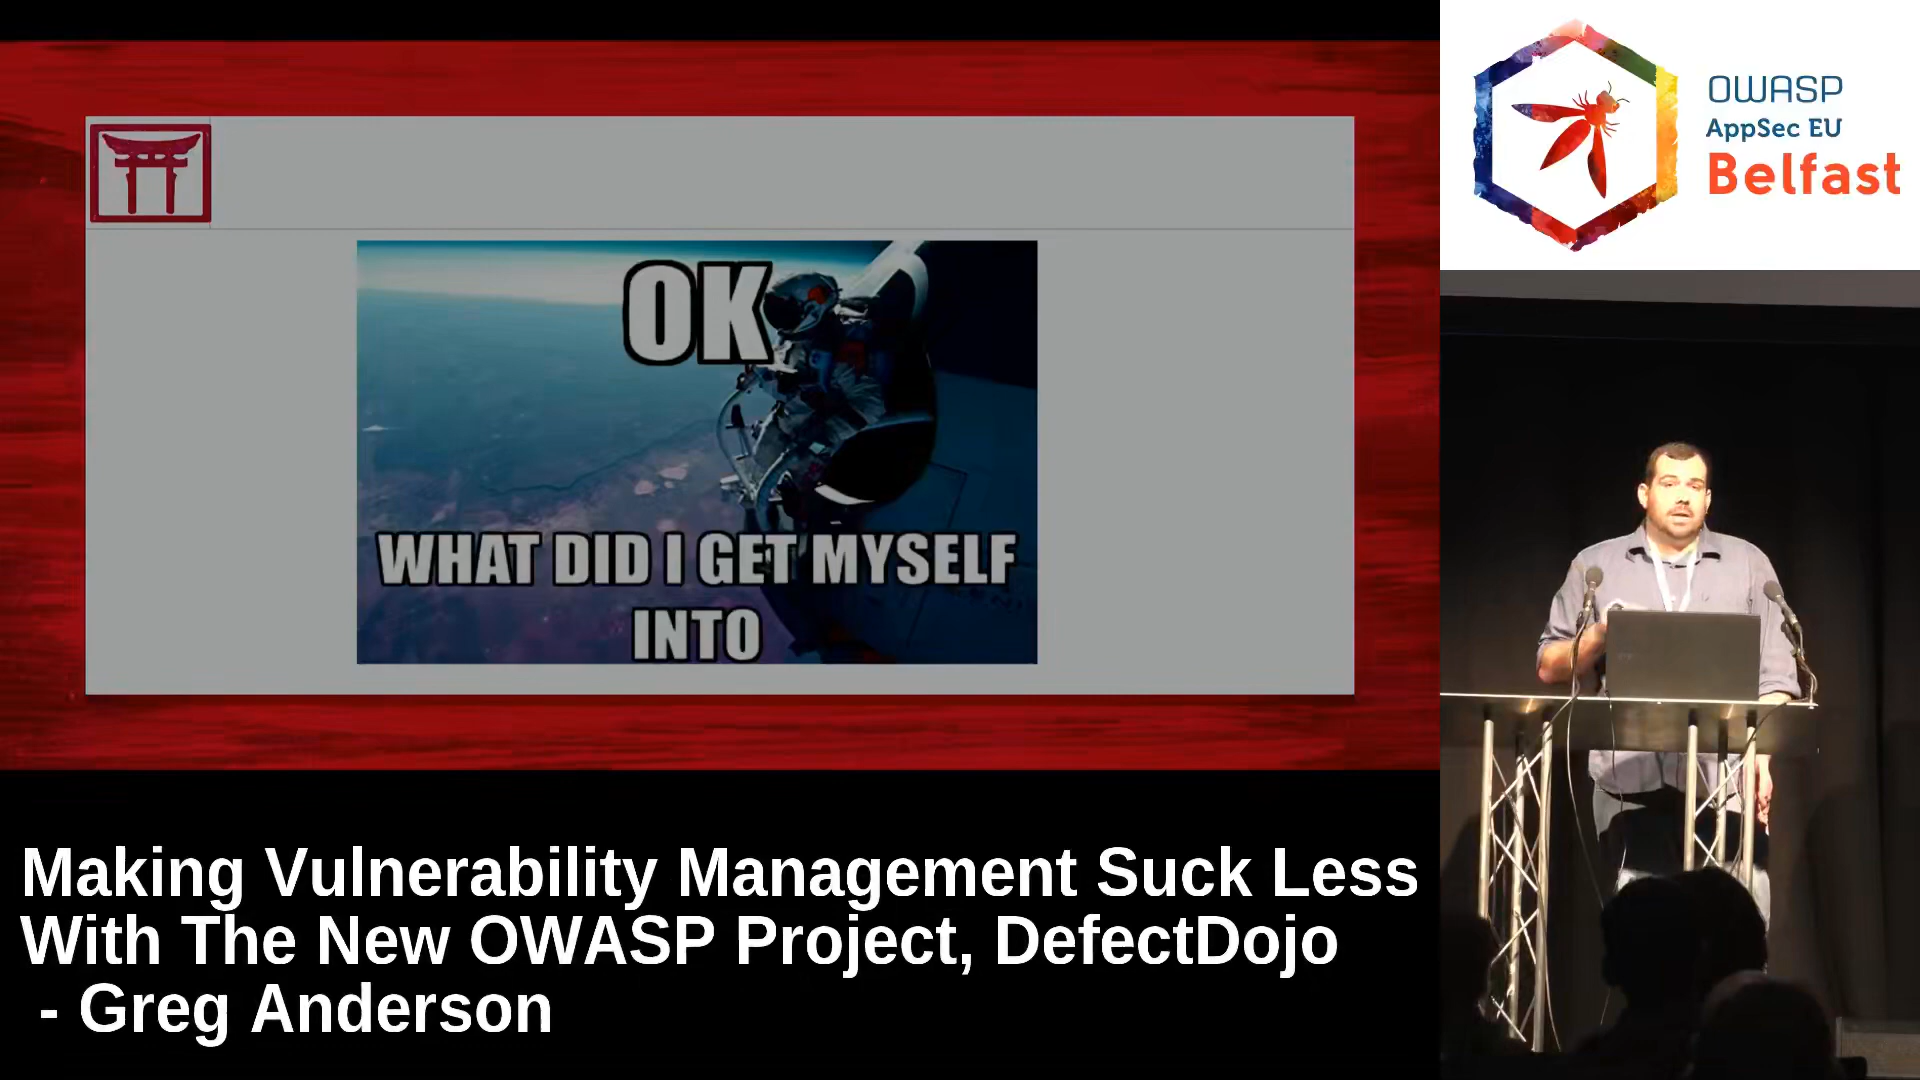 OK
WHAT DID I GET MYSELF
INTO
OWASP
AppSec EU
Belfast
Making Vulnerability Management Suck Less
With The New OWASP Project, DefectDojo
- Greg Anderson